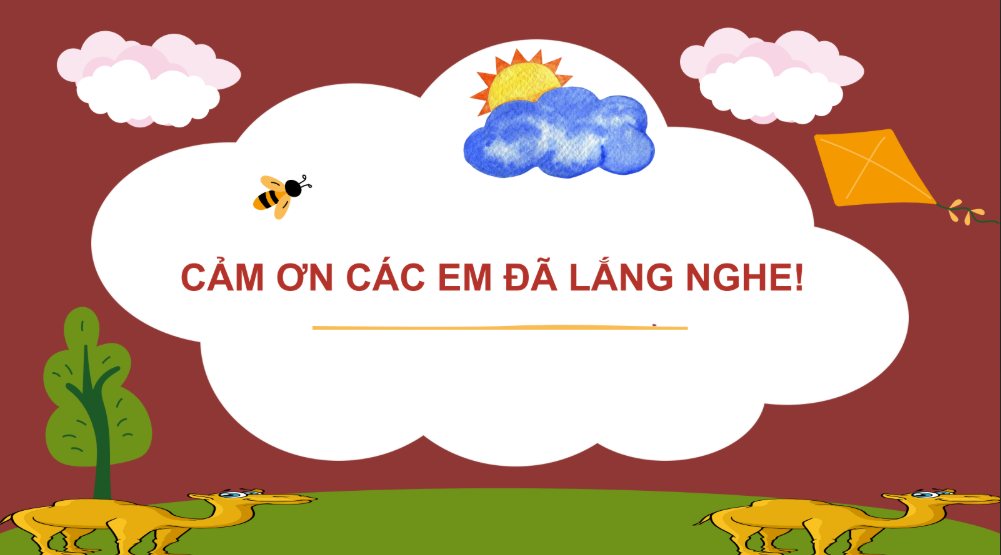 CẢM ƠN CÁC EM ĐÃ LẮNG NGHE!